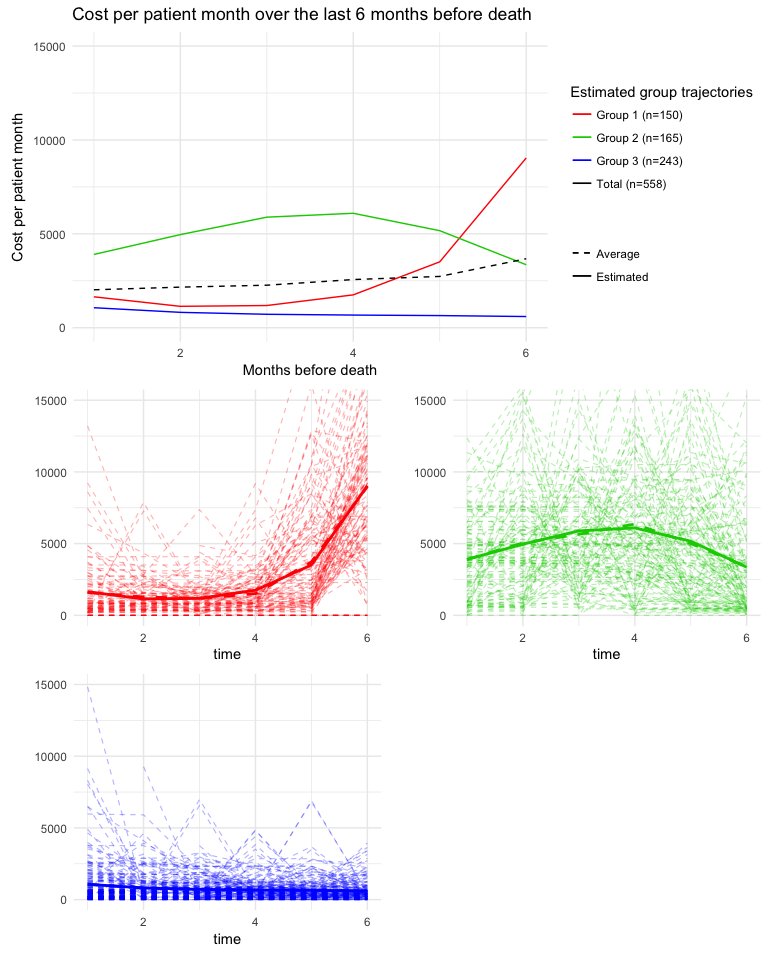 Cost per patient month over the last 6 months before death
15000
10000
5000
0
Cost per patient month
2
4
6
Months before death
Estimated group trajectories
Group 1 (n=150)
Group 2 (n=165)
Group 3 (n=243)
Total (n=558)
Average
Estimated
15000
10000
5000
0
2
4
6
time
15000
10000
5000
0
2
4
6
time
15000
10000
5000
0
2
4
6
time